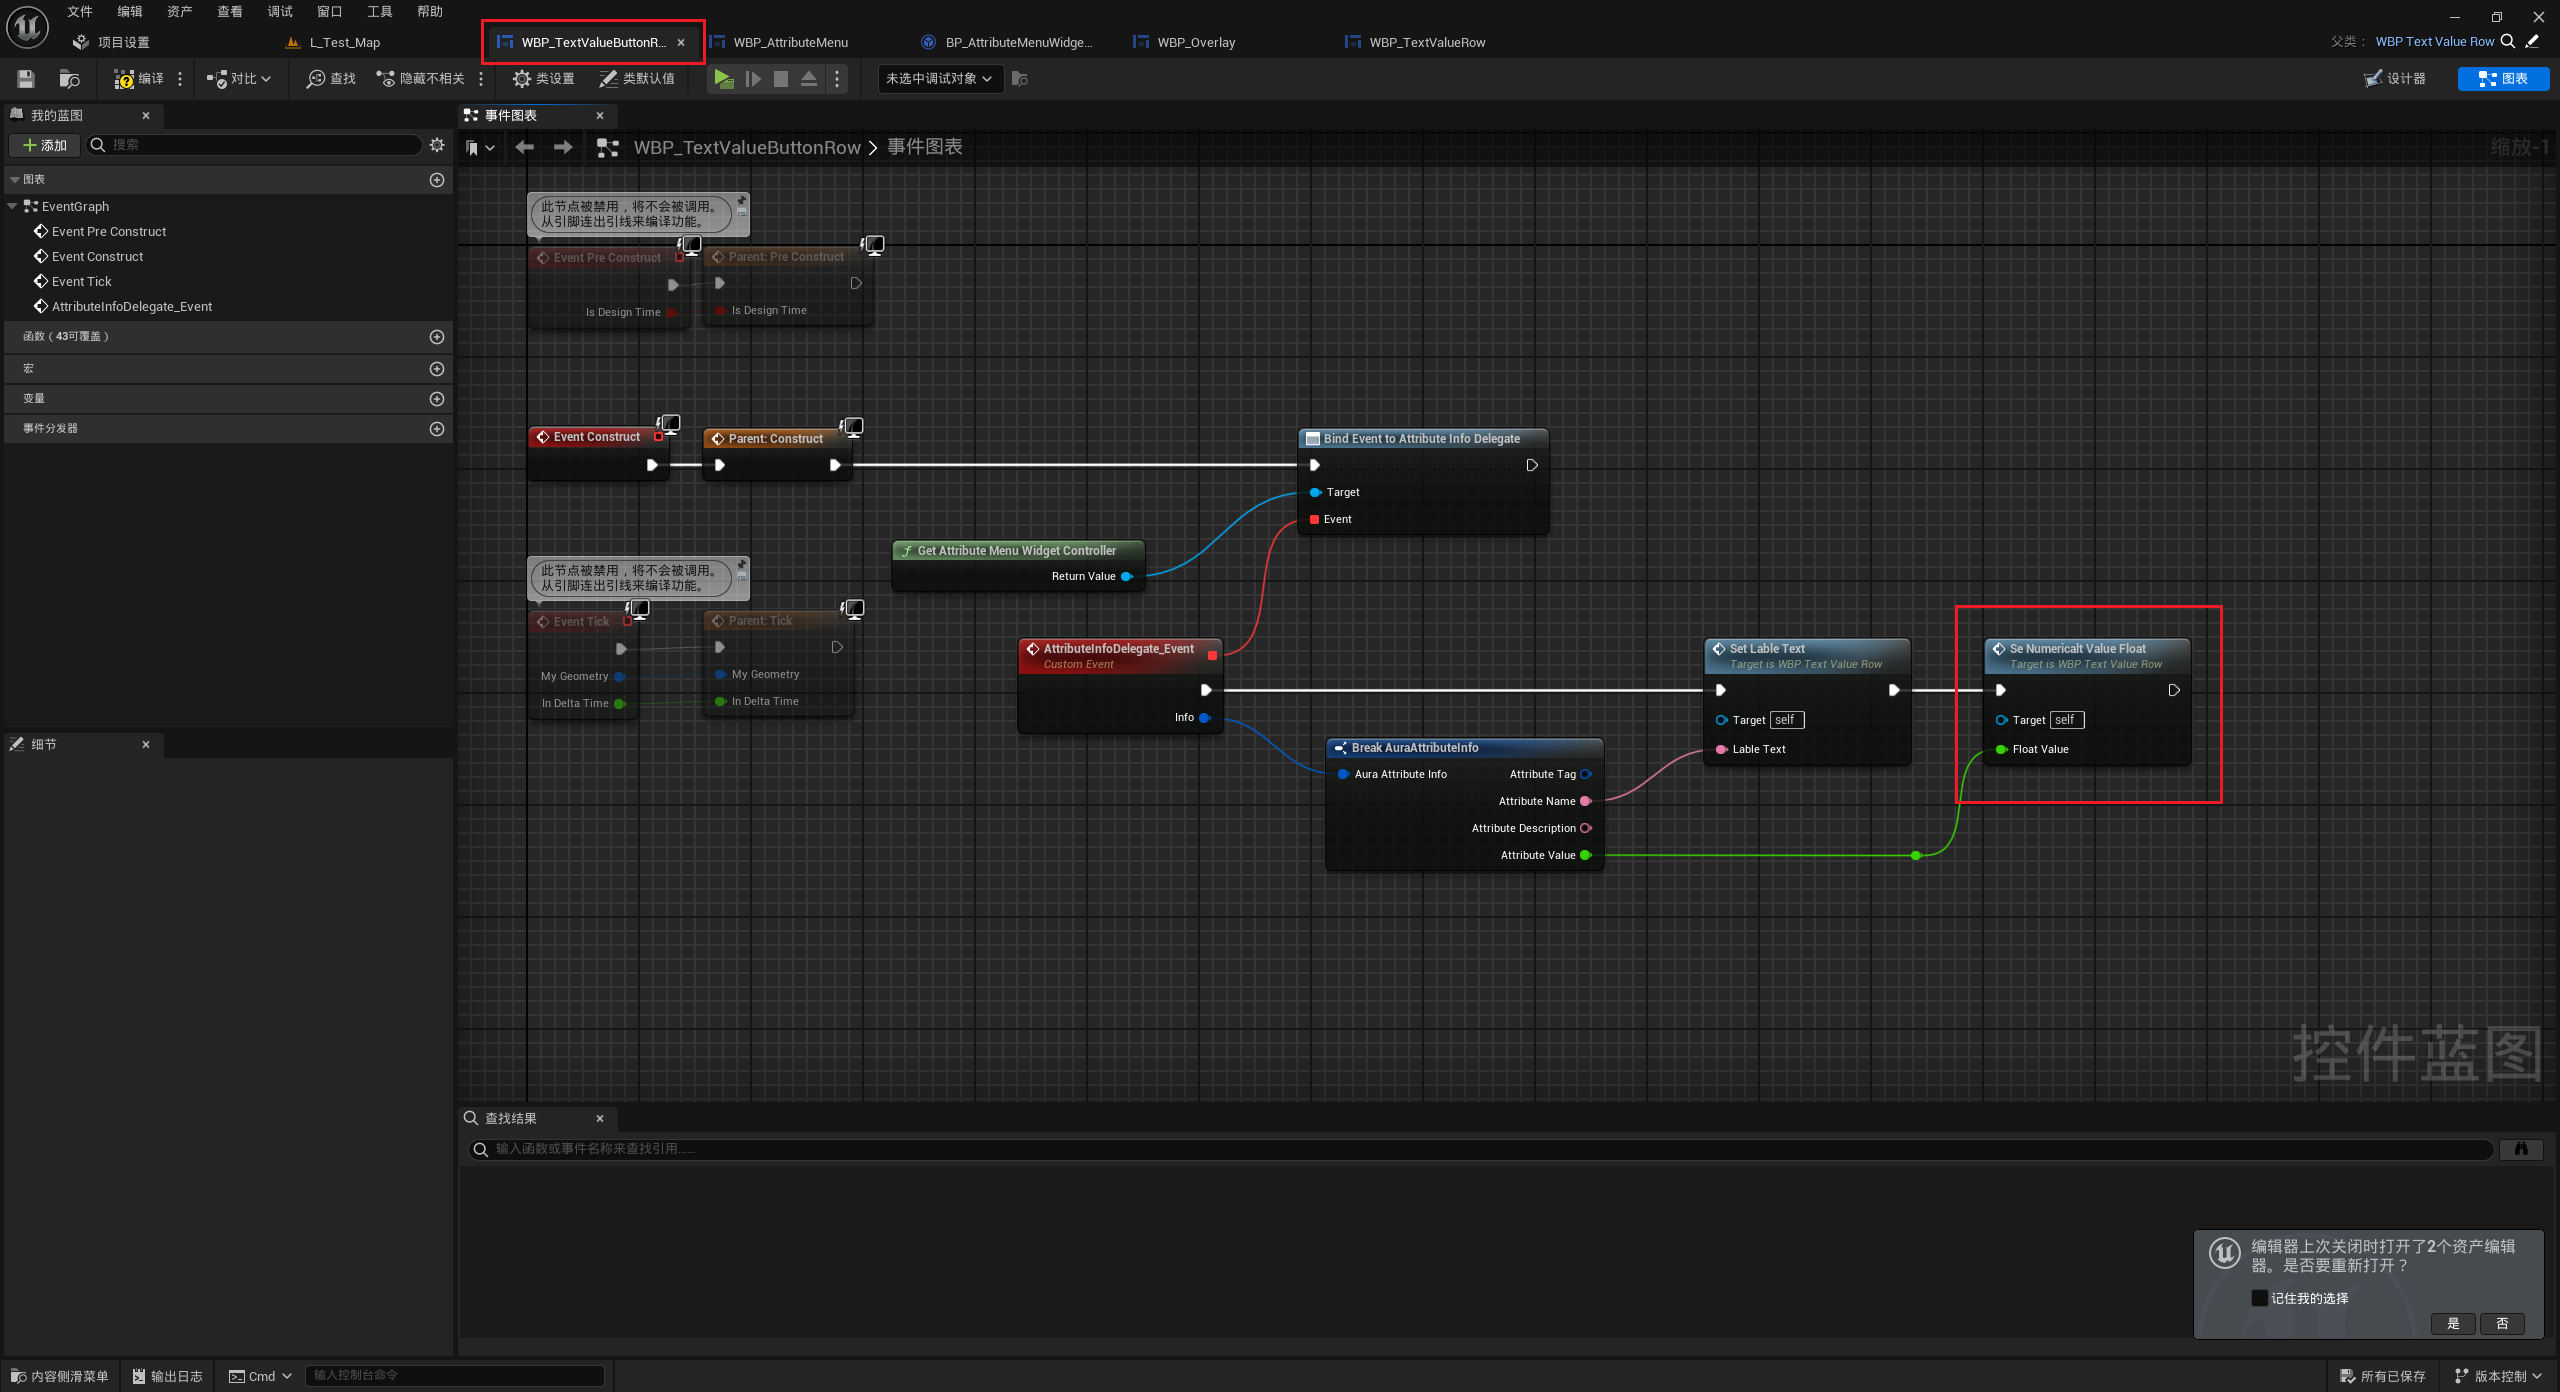 文件 编辑 资产 查看 调试 窗口 工具 帮助
项目设置 L_Test_Map WBP_TextValueButtonR... WBP_AttributeMenu BP_AttributeMenuWidge... WBP_Overlay WBP_TextValueRow 父类： WBP Text Value Row
编译 对比 查找 隐藏不相关 类设置 类默认值 未选中调试对象 设计器 图表
我的蓝图
添加 搜索
图表
EventGraph
Event Pre Construct
Event Construct
Event Tick
AttributeInfoDelegate_Event
函数（43可覆盖）
宏
变量
事件分发器
细节
事件图表
WBP_TextValueButtonRow > 事件图表 缩放-1
此节点被禁用，将不会被调用。
从引脚连出引线来编译功能。
Event Pre Construct
Is Design Time
Parent: Pre Construct
Is Design Time
Event Construct
Parent: Construct
Bind Event to Attribute Info Delegate
Target
Event
Get Attribute Menu Widget Controller
Return Value
此节点被禁用，将不会被调用。
从引脚连出引线来编译功能。
Event Tick
My Geometry
In Delta Time
Parent: Tick
My Geometry
In Delta Time
AttributeInfoDelegate_Event
Custom Event
Info
Break AuraAttributeInfo
Aura Attribute Info Attribute Tag
Attribute Name
Attribute Description
Attribute Value
Set Lable Text
Target is WBP Text Value Row
Target self
Lable Text
Se Numericalt Value Float
Target is WBP Text Value Row
Target self
Float Value
控件蓝图
查找结果
输入函数或事件名称来查找引用……
编辑器上次关闭时打开了2个资产编辑
器。是否要重新打开？
记住我的选择
是 否
内容侧滑菜单 输出日志 Cmd 输入控制台命令 所有已保存 版本控制